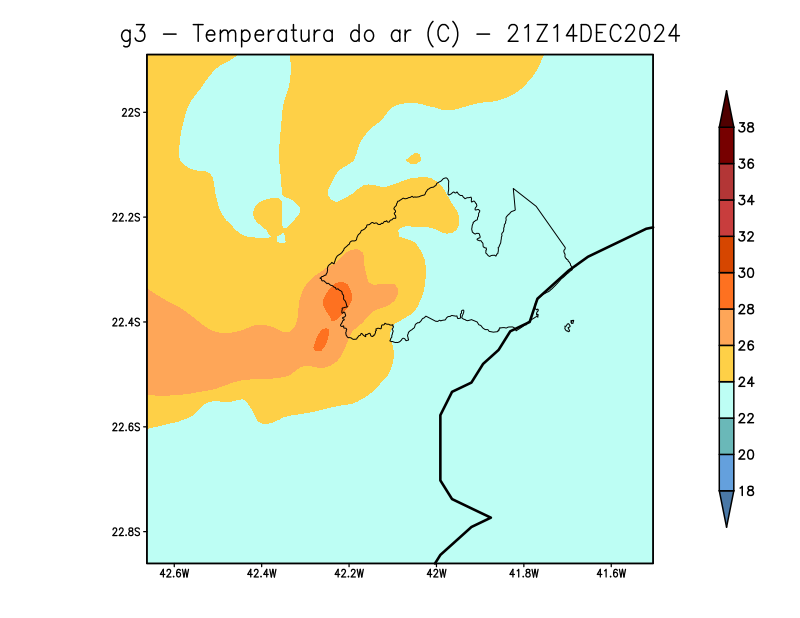 g3 - Temperatura do ar (C) - 21Z14DEC2024
22S
22.2S
22.4S
22.6S
22.8S
42.6W
42.4W
42.2W
42W
41.8W
41.6W
38
36
34
32
30
28
26
24
22
20
18